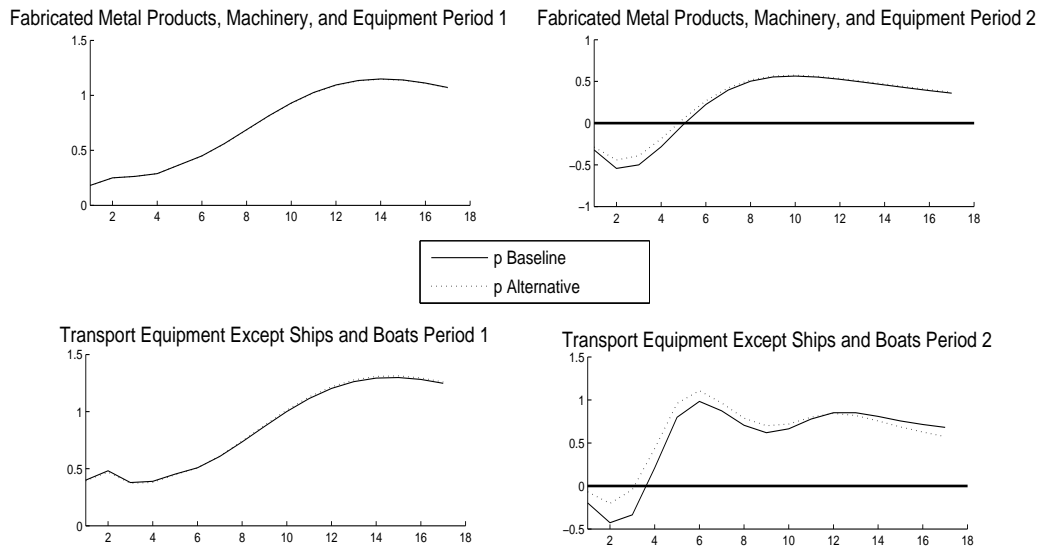 Fabricated Metal Products, Machinery, and Equipment Period 1
1.5
1
0.5
0
2 4 6 8 10 12 14 16 18
Fabricated Metal Products, Machinery, and Equipment Period 2
1
0.5
0
−0.5
−1
2 4 6 8 10 12 14 16 18
p Baseline
p Alternative
Transport Equipment Except Ships and Boats Period 1
1.5
1
0.5
0
2 4 6 8 10 12 14 16 18
Transport Equipment Except Ships and Boats Period 2
1.5
1
0.5
0
−0.5
2 4 6 8 10 12 14 16 18